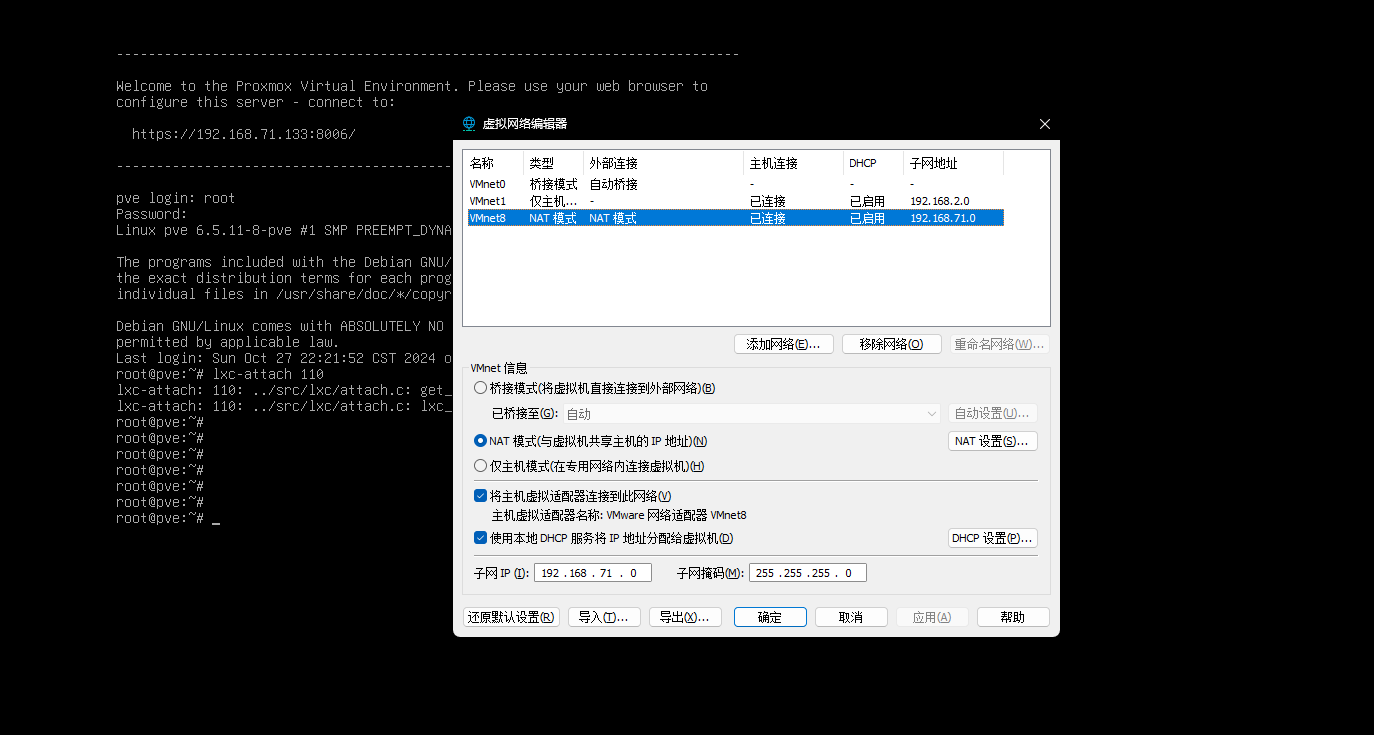 --------------------------------------------------------------------------------
Welcome to the Proxmox Virtual Environment. Please use your web browser to
configure this server - connect to:
https://192.168.71.133:8006/
--------------------------------------------
pve login: root
Password:
Linux pve 6.5.11-8-pve #1 SMP PREEMPT_DYNA
The programs included with the Debian GNU/
the exact distribution terms for each prog
individual files in /usr/share/doc/*/copyr
Debian GNU/Linux comes with ABSOLUTELY NO
permitted by applicable law.
Last login: Sun Oct 27 22:21:52 CST 2024 o
root@pve:~# lxc-attach 110
lxc-attach: 110: ../src/lxc/attach.c: get_
lxc-attach: 110: ../src/lxc/attach.c: lxc_
root@pve:~#
root@pve:~#
root@pve:~#
root@pve:~#
root@pve:~#
root@pve:~#
root@pve:~# _
虚拟网络编辑器
名称 类型 外部连接 主机连接 DHCP 子网地址
VMnet0 桥接模式 自动桥接 - - -
VMnet1 仅主机... - 已连接 已启用 192.168.2.0
VMnet8 NAT 模式 NAT 模式 已连接 已启用 192.168.71.0
添加网络(E)... 移除网络(O) 重命名网络(W)...
VMnet 信息
桥接模式(将虚拟机直接连接到外部网络)(B)
已桥接至(G): 自动 自动设置(U)...
NAT 模式(与虚拟机共享主机的 IP 地址)(N) NAT 设置(S)...
仅主机模式(在专用网络内连接虚拟机)(H)
将主机虚拟适配器连接到此网络(V)
主机虚拟适配器名称: VMware 网络适配器 VMnet8
使用本地 DHCP 服务将 IP 地址分配给虚拟机(D) DHCP 设置(P)...
子网 IP (I): 192 . 168 . 71 . 0 子网掩码(M): 255 . 255 . 255 . 0
还原默认设置(R) 导入(T)... 导出(X)... 确定 取消 应用(A) 帮助